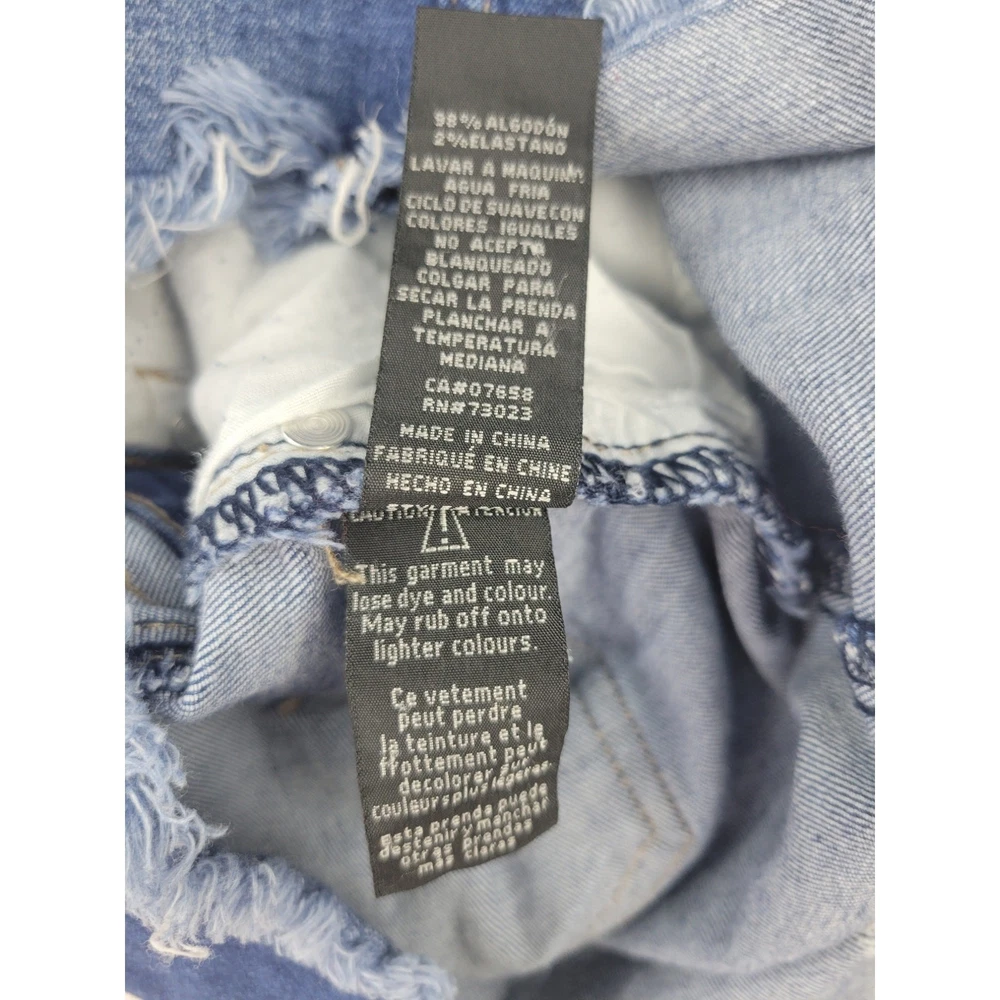 98% ALGODÓN
2% ELASTANO
LAVAR A MAQUINA
AGUA FRIA
CICLO DE SUAVE CON
COLORES IGUALES
NO ACEPTA
BLANQUEADO
COLGAR PARA
SECAR LA PRENDA
PLANCHAR A
TEMPERATURA
MEDIANA
CA#07658
RN#73023
MADE IN CHINA
FABRIQUÉ EN CHINE
HECHO EN CHINA
This garment may
lose dye and colour.
May rub off onto
lighter colours.
Ce vetement
peut perdre
la teinture et le
frottement peut
decolorer sur
couleurs plus légères
Esta prenda puede
destenir y manchar
otras prendas
más claras